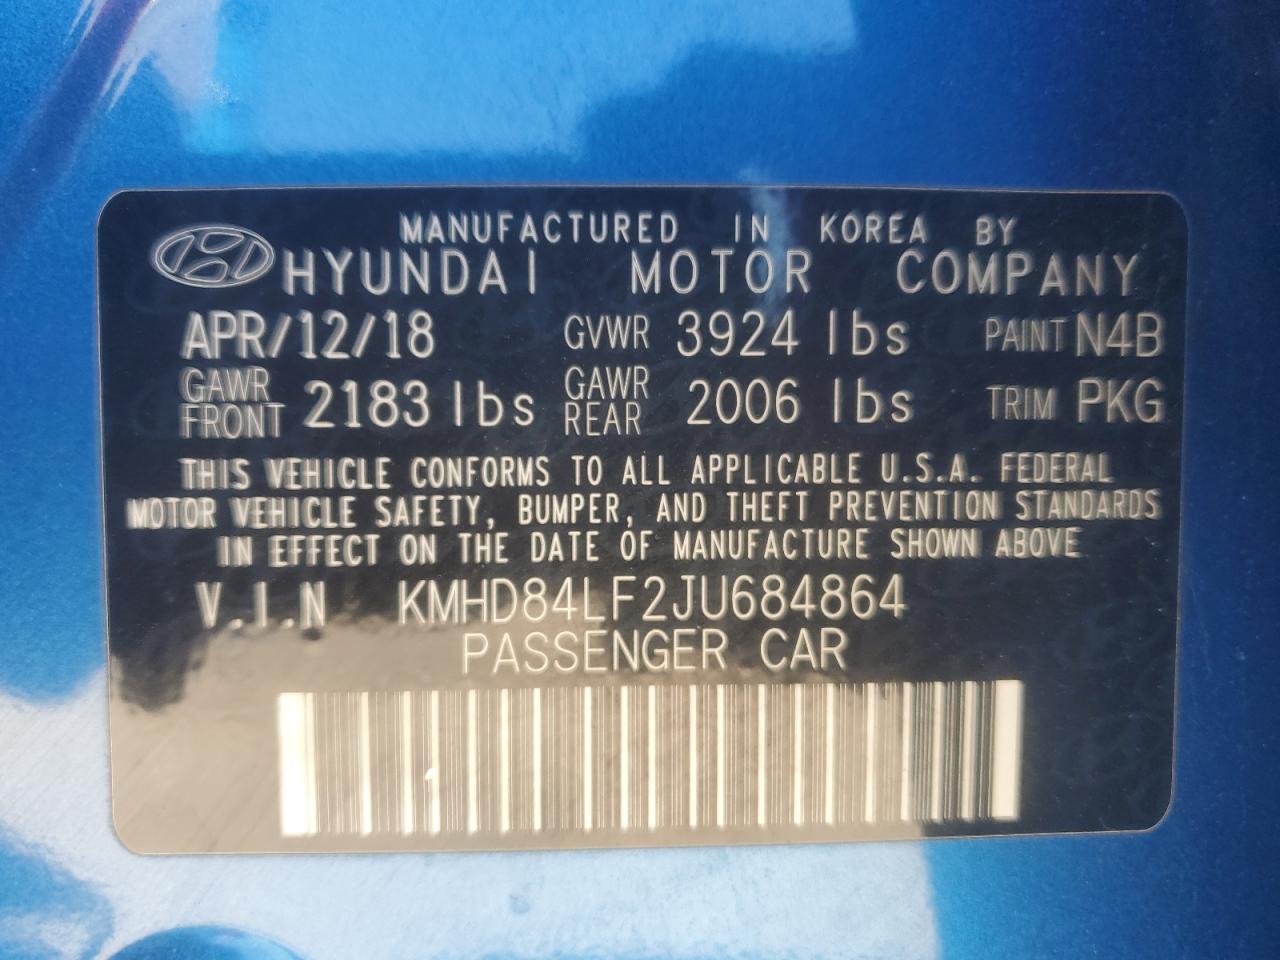 MANUFACTURED IN KOREA BY
HYUNDAI MOTOR COMPANY
APR/12/18 GVWR 3924 lbs PAINT N4B
GAWR FRONT 2183 lbs GAWR REAR 2006 lbs TRIM PKG
THIS VEHICLE CONFORMS TO ALL APPLICABLE U.S.A. FEDERAL
MOTOR VEHICLE SAFETY, BUMPER, AND THEFT PREVENTION STANDARDS
IN EFFECT ON THE DATE OF MANUFACTURE SHOWN ABOVE
V.I.N KMHD84LF2JU684864
PASSENGER CAR